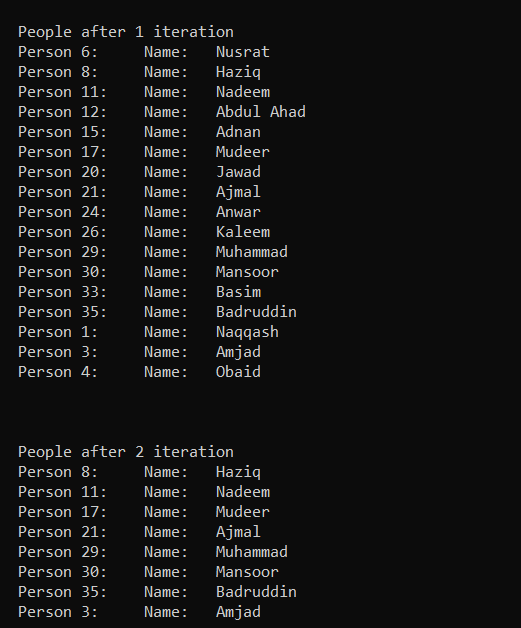 People after 1 iteration
Person 6: Name: Nusrat
Person 8: Name: Haziq
Person 11: Name: Nadeem
Person 12: Name: Abdul Ahad
Person 15: Name: Adnan
Person 17: Name: Mudeer
Person 20: Name: Jawad
Person 21: Name: Ajmal
Person 24: Name: Anwar
Person 26: Name: Kaleem
Person 29: Name: Muhammad
Person 30: Name: Mansoor
Person 33: Name: Basim
Person 35: Name: Badruddin
Person 1: Name: Naqqash
Person 3: Name: Amjad
Person 4: Name: Obaid
People after 2 iteration
Person 8: Name: Haziq
Person 11: Name: Nadeem
Person 17: Name: Mudeer
Person 21: Name: Ajmal
Person 29: Name: Muhammad
Person 30: Name: Mansoor
Person 35: Name: Badruddin
Person 3: Name: Amjad